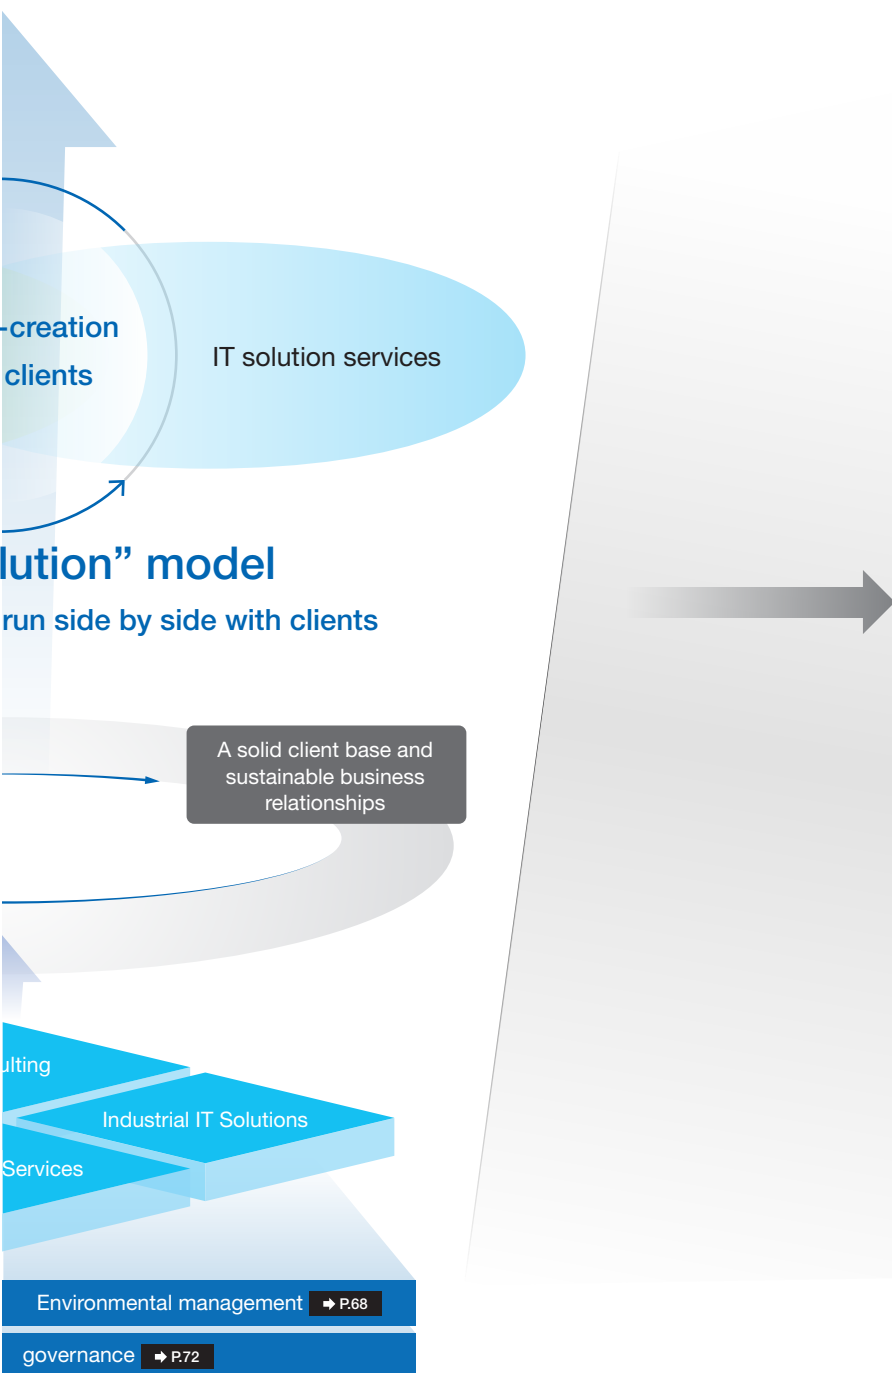 -creation
clients
IT solution services
lution” model
run side by side with clients
A solid client base and
sustainable business
relationships
ulting
Industrial IT Solutions
Services
Environmental management ➡ P.68
governance ➡ P.72